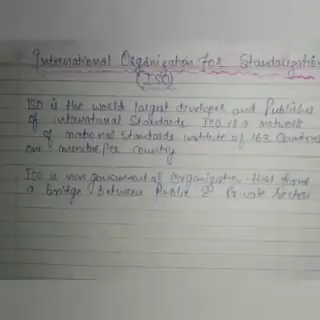 International Organization for Standardization
(ISO)
ISO is the world largest developer and Publisher
of international Standards ISO is a network
of national Standards institute of 163 Countries
one member per country
ISO is non government organization that
a bridge between Public & Private Sector